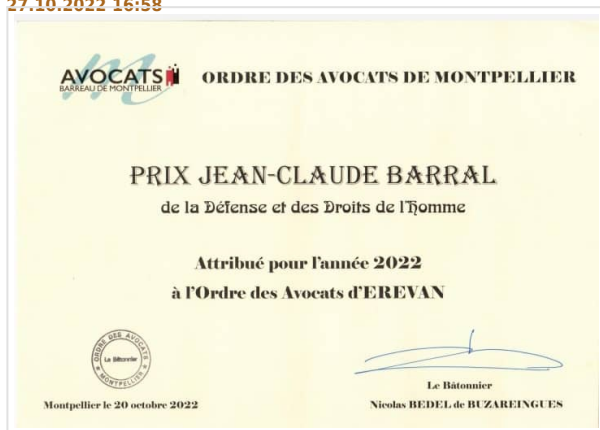 27.10.2022 16:58
AVOCATS
BARREAU DE MONTPELLIER
ORDRE DES AVOCATS DE MONTPELLIER
PRIX JEAN-CLAUDE BARRAL
de la Défense et des Droits de l'Homme
Attribué pour l'année 2022
à l'Ordre des Avocats d'EREVAN
ORDRE DES AVOCATS
Le Bâtonnier
MONTPELLIER
Le Bâtonnier
Montpellier le 20 octobre 2022
Nicolas BEDEL de BUZAREINGUES